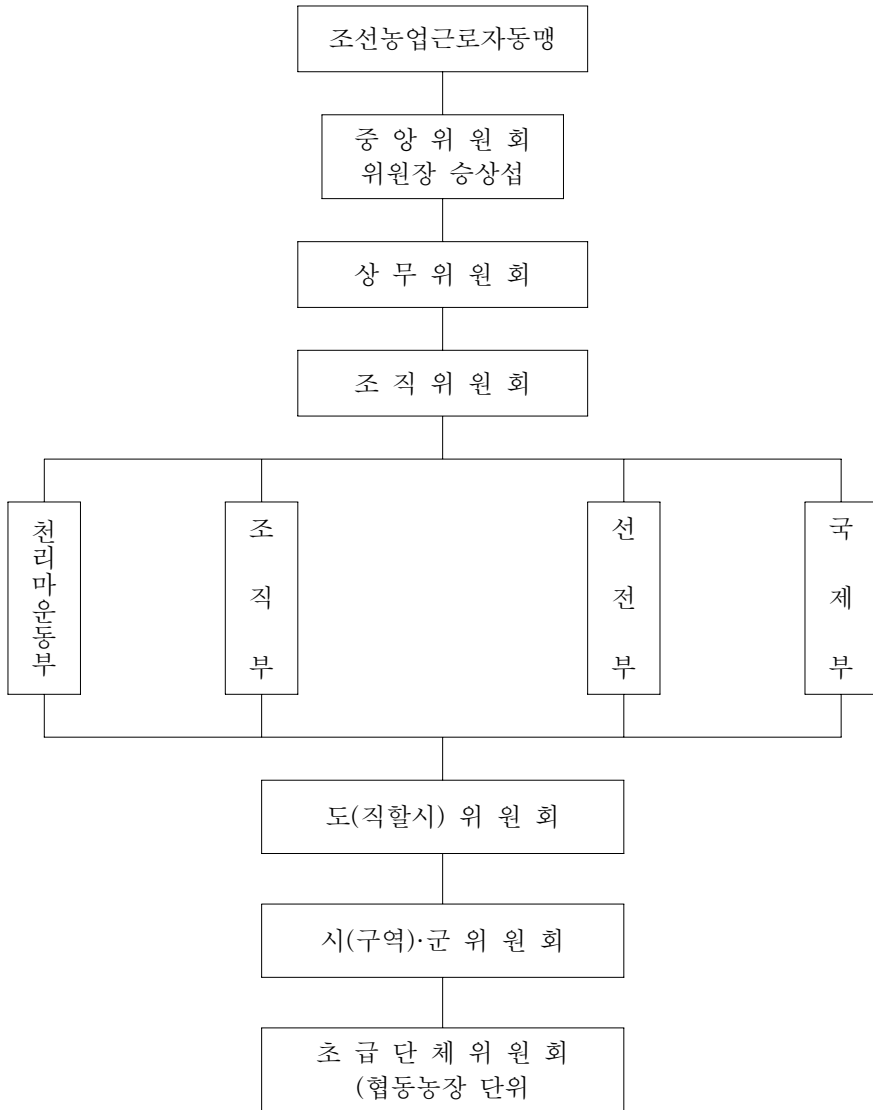 조선농업근로자동맹
중 앙 위 원 회
위원장 승상섭
상 무 위 원 회
조 직 위 원 회
천리마운동부
조 직 부
선 전 부
국 제 부
도(직할시) 위 원 회
시(구역)·군 위 원 회
초 급 단 체 위 원 회
(협동농장 단위